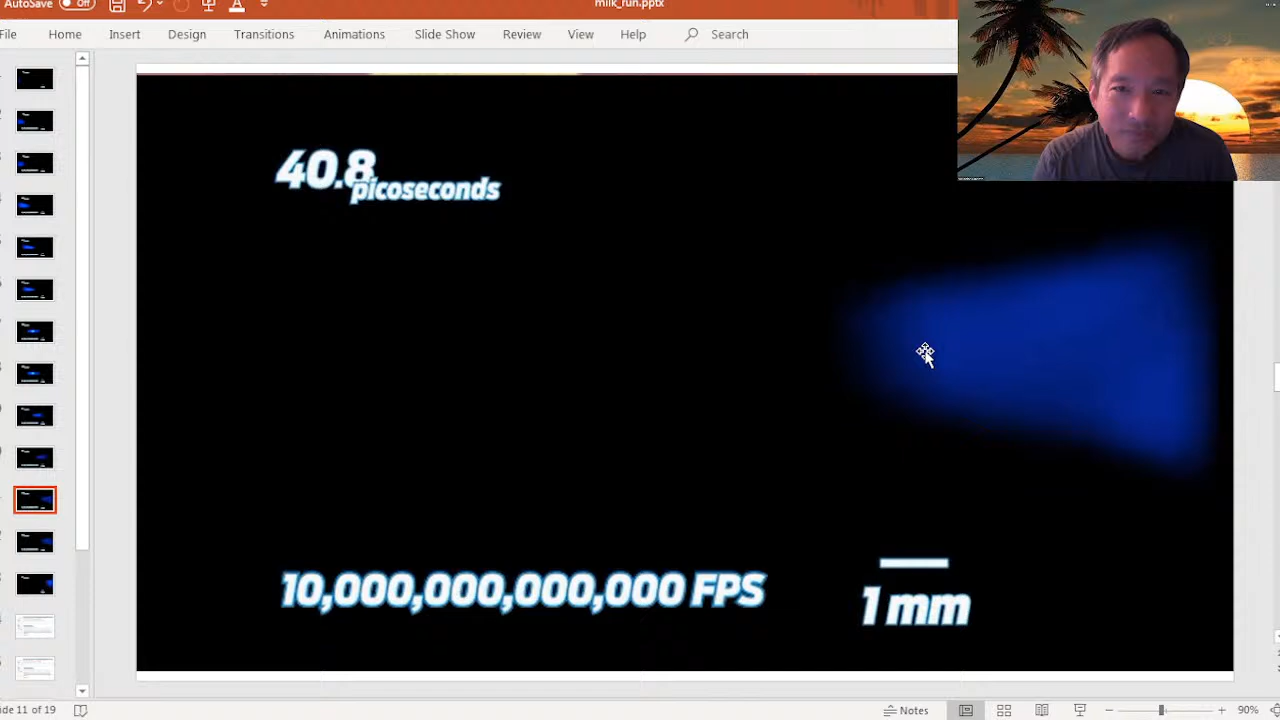 AutoSave Off
milk_run.pptx
File Home Insert Design Transitions Animations Slide Show Review View Help Search
40.8
picoseconds
10,000,000,000,000 FPS
1 mm
Slide 11 of 19
Notes
90%